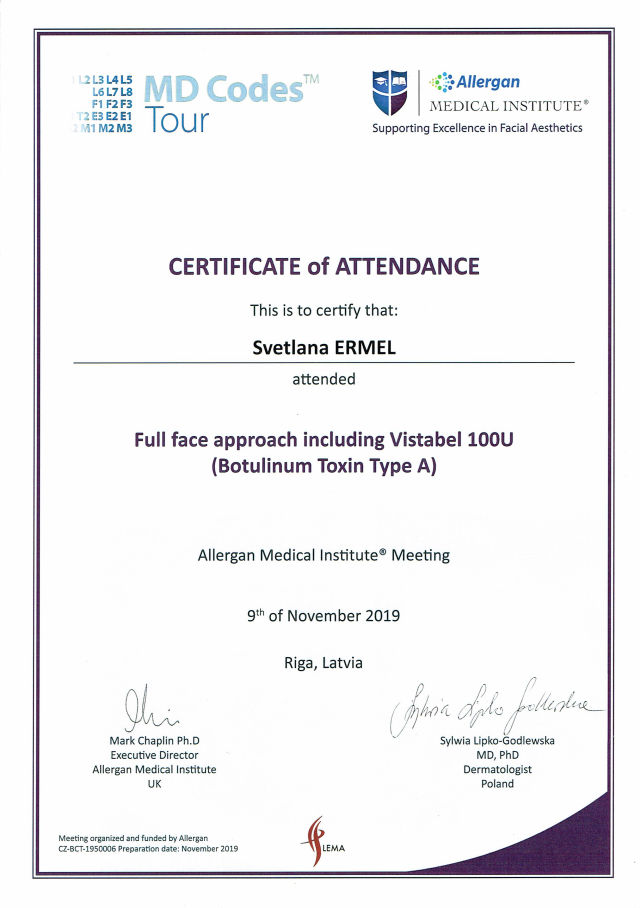 L2 L3 L4 L5
L6 L7 L8
F1 F2 F3
T2 E3 E2 E1
M1 M2 M3
MD Codes™
Tour
Allergan
MEDICAL INSTITUTE®
Supporting Excellence in Facial Aesthetics
CERTIFICATE of ATTENDANCE
This is to certify that:
Svetlana ERMEL
attended
Full face approach including Vistabel 100U
(Botulinum Toxin Type A)
Allergan Medical Institute® Meeting
9th of November 2019
Riga, Latvia
Sylwia Lipko Godlewska
Mark Chaplin Ph.D
Executive Director
Allergan Medical Institute
UK
Sylwia Lipko-Godlewska
MD, PhD
Dermatologist
Poland
Meeting organized and funded by Allergan
CZ-BCT-1950006 Preparation date: November 2019
LEMA